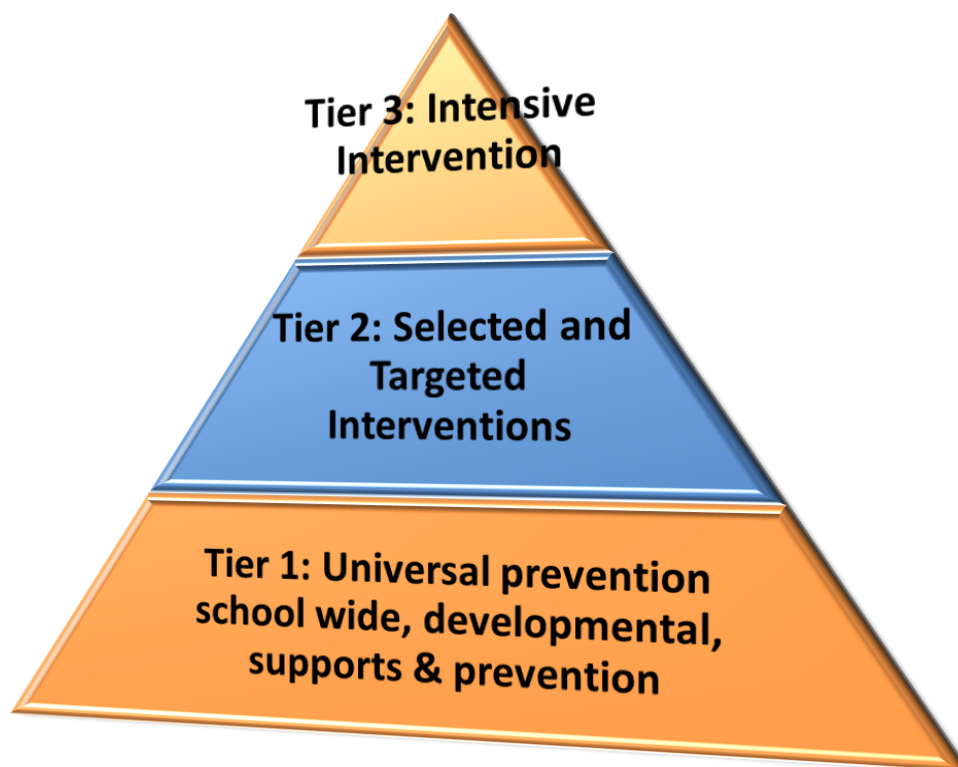 Tier 3: Intensive
Intervention
Tier 2: Selected and
Targeted
Interventions
Tier 1: Universal prevention
school wide, developmental,
supports & prevention